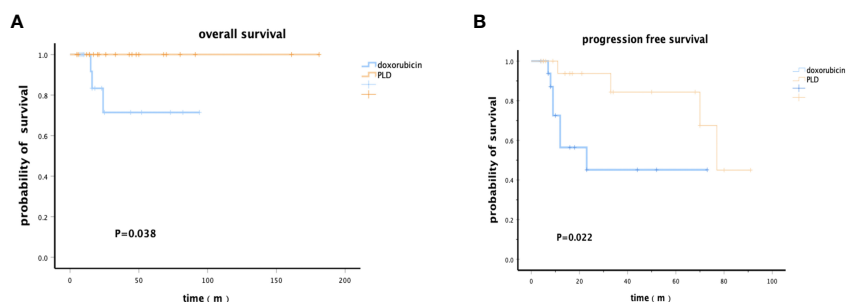 A
overall survival
probability of survival
1.0
0.8
0.6
0.4
0.2
0.0
P=0.038
doxorubicin
PLD
0
50
100
150
200
time ( m )
B
progression free survival
probability of survival
1.0
0.8
0.6
0.4
0.2
0.0
P=0.022
doxorubicin
PLD
0
20
40
60
80
100
time ( m )